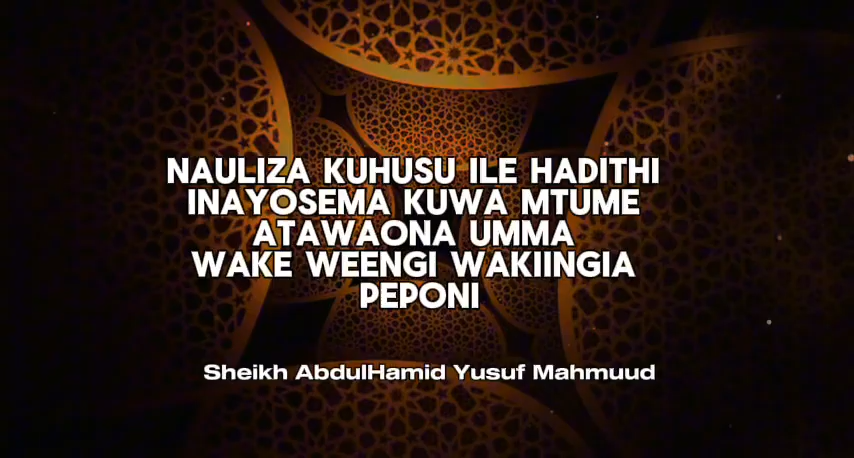 NAULIZA KUHUSU ILE HADITHI
INAYOSEMA KUWA MTUME
ATAWAONA UMMA
WAKE WEENGI WAKIINGIA
PEPONI
Sheikh AbdulHamid Yusuf Mahmuud